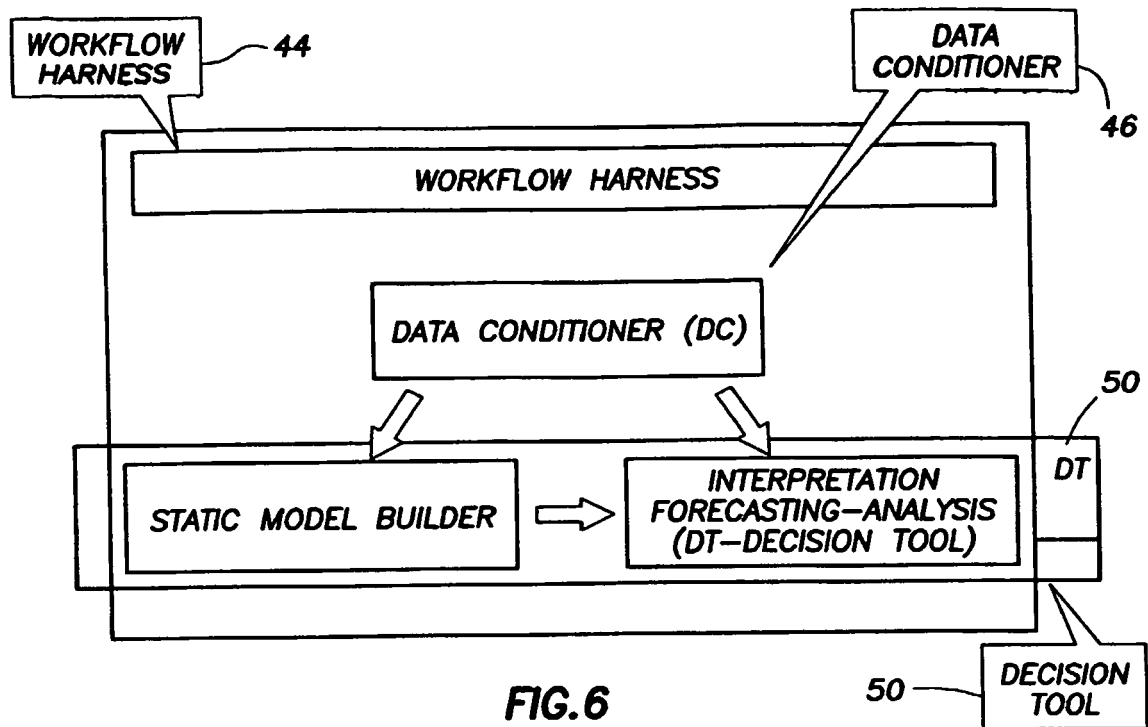 WORKFLOW
HARNESS
44
DATA
CONDITIONER
46
WORKFLOW HARNESS
DATA CONDITIONER (DC)
50
DT
STATIC MODEL BUILDER
INTERPRETATION
FORECASTING-ANALYSIS
(DT-DECISION TOOL)
50
DECISION
TOOL
FIG.6